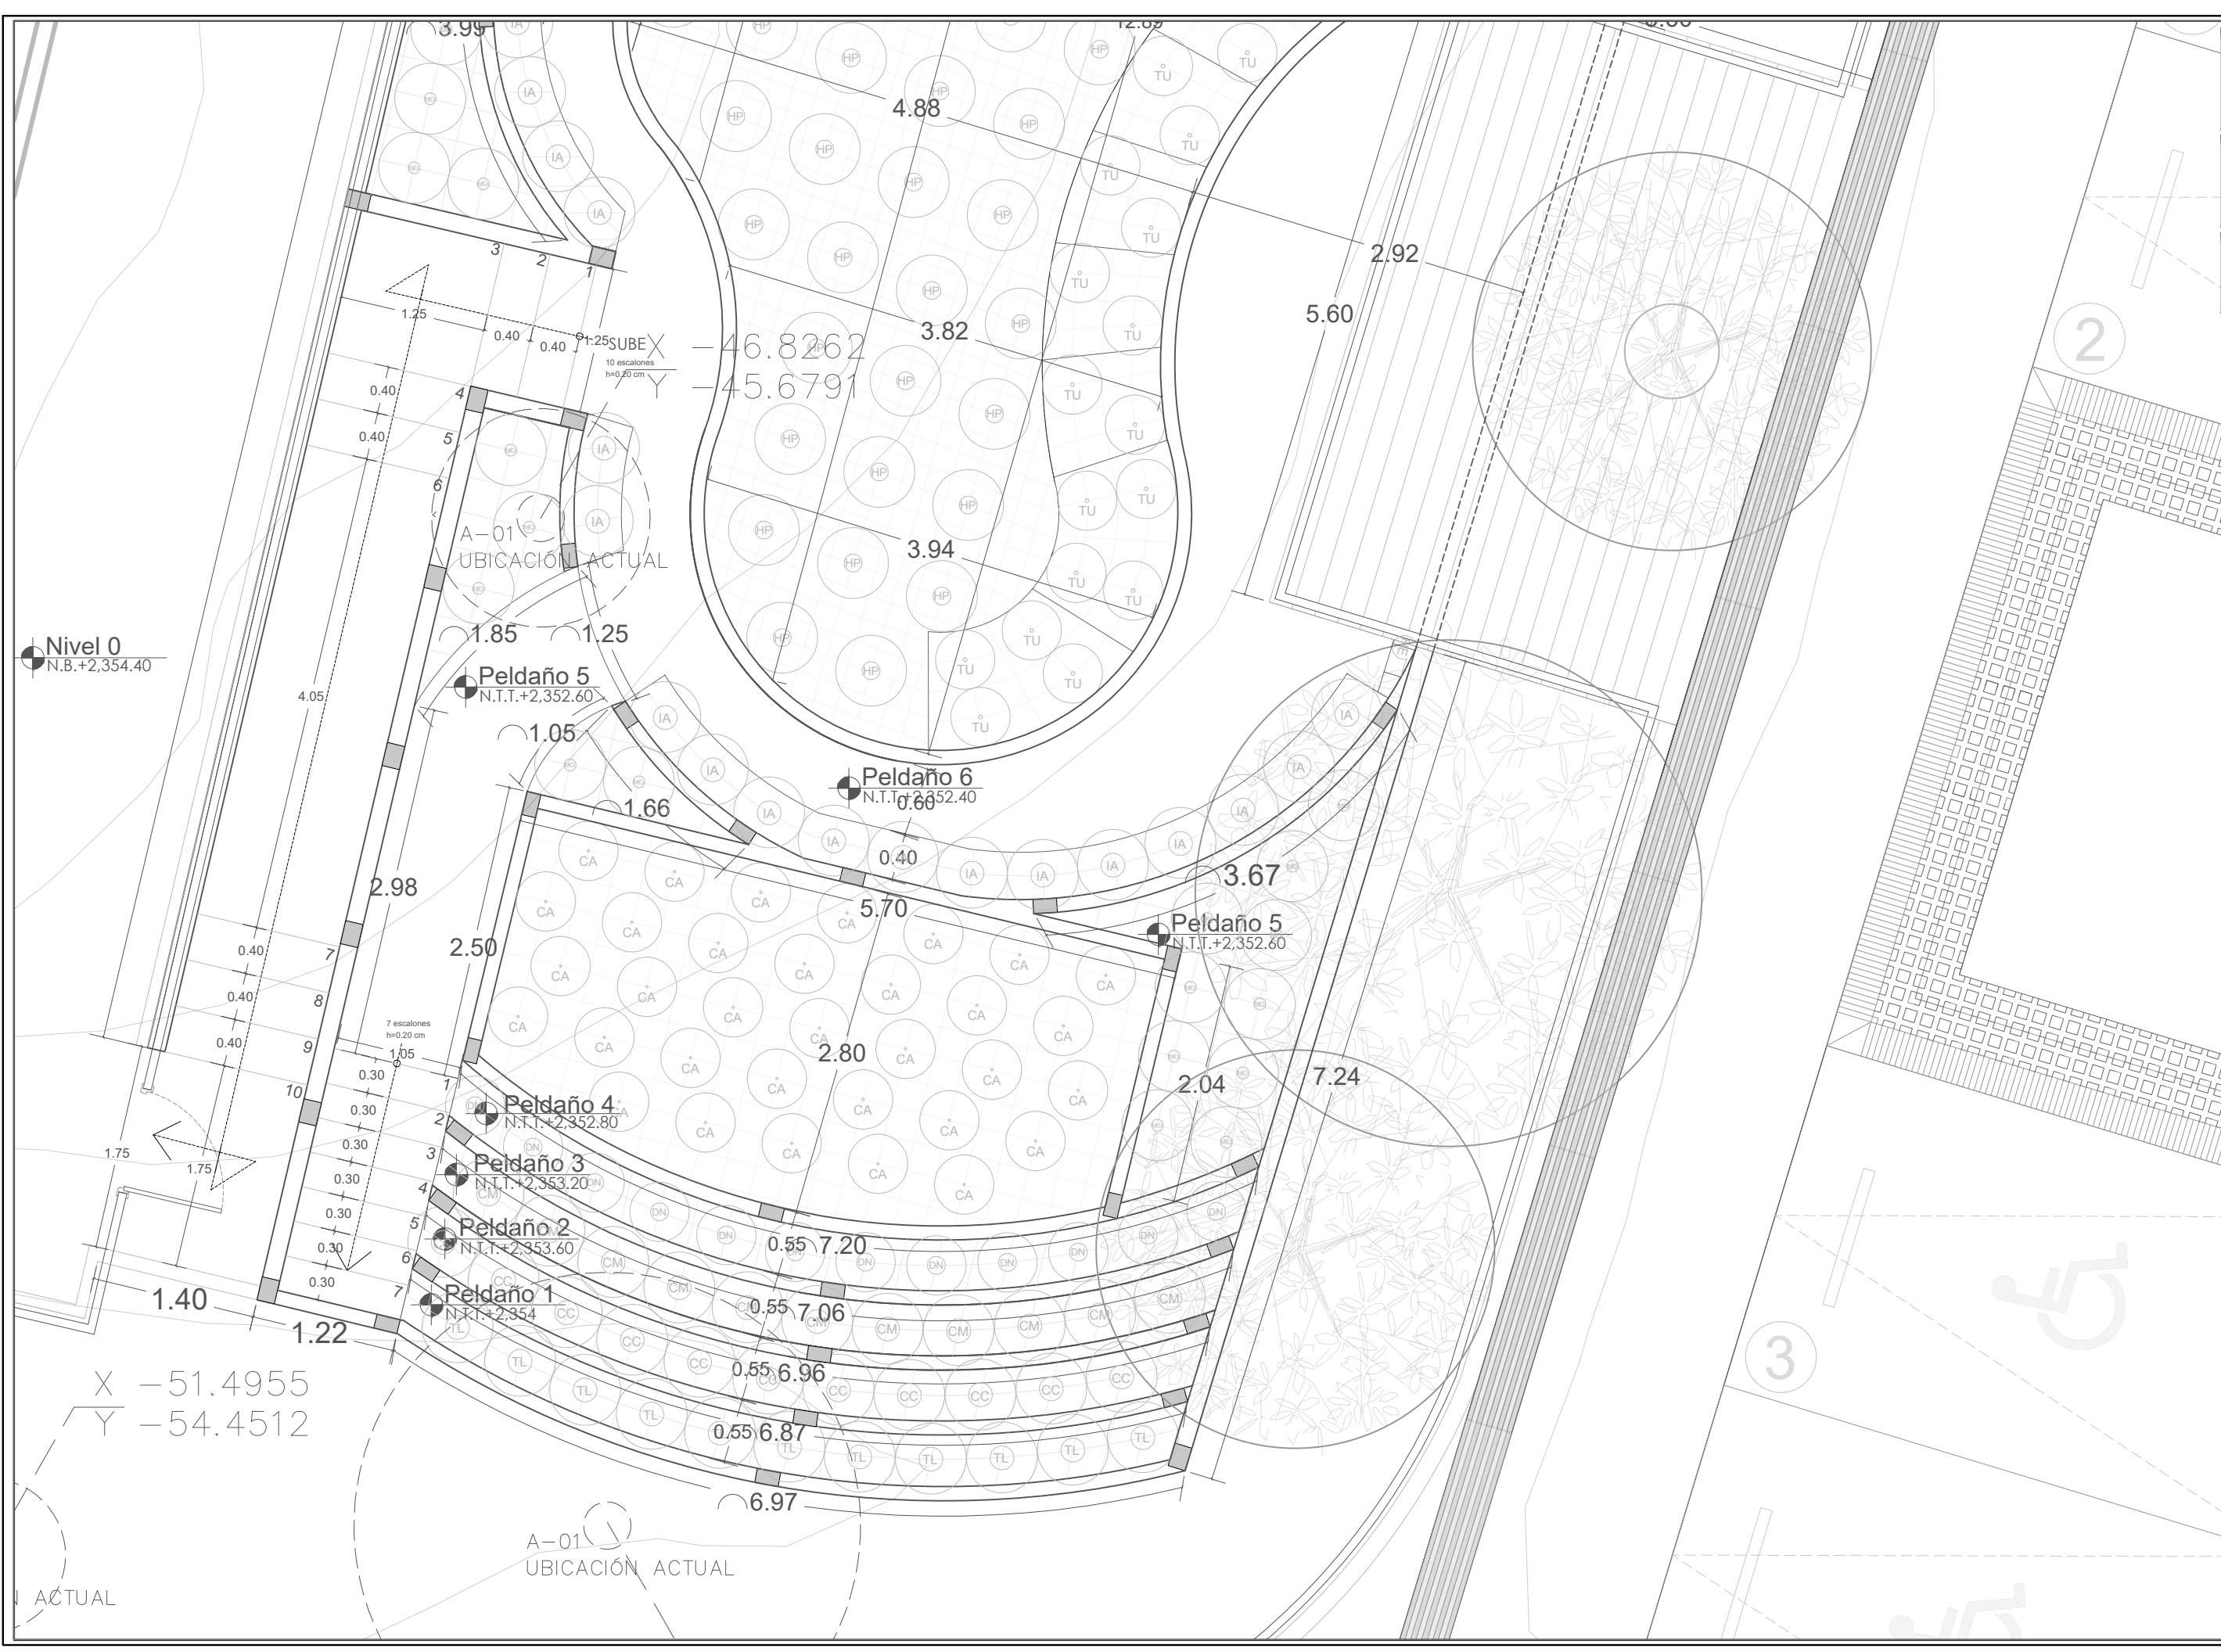 3.99
12.89
4.88
2.92
5.60
3.82
3.94
3
2
1
1.25
0.40
0.40
1.25
SUBE
10 escalones
h=0.20 cm
X -46.8262
Y -45.6791
0.40
0.40
4
5
6
A-01
UBICACIÓN ACTUAL
1.85
1.25
Nivel 0
N.B.+2,354.40
Peldaño 5
N.T.T.+2,352.60
4.05
1.05
1.66
Peldaño 6
N.T.T.+2,352.40
0.60
0.40
2.98
5.70
3.67
Peldaño 5
N.T.T.+2,352.60
2.50
0.40
0.40
0.40
7
8
9
10
7 escalones
h=0.20 cm
1.05
0.30
0.30
0.30
0.30
0.30
0.30
0.30
1
2
3
4
5
6
7
2.80
2.04
7.24
Peldaño 4
N.T.T.+2,352.80
Peldaño 3
N.T.T.+2,353.20
Peldaño 2
N.T.T.+2,353.60
Peldaño 1
N.T.T.+2,354
1.75
1.75
1.40
1.22
0.55 7.20
0.55 7.06
0.55 6.96
0.55 6.87
6.97
X -51.4955
Y -54.4512
A-01
UBICACIÓN ACTUAL
ACTUAL
2
3
HP
TU
IA
MG
CA
DN
CM
CC
TL